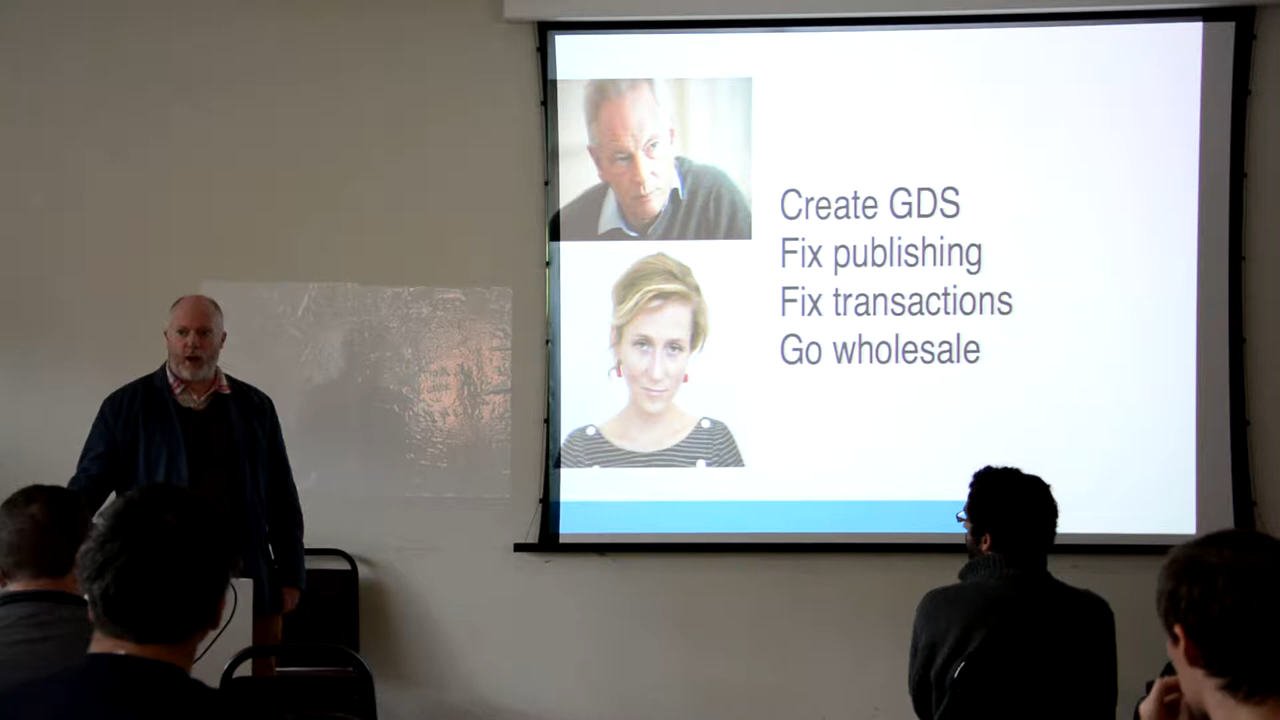 Create GDS
Fix publishing
Fix transactions
Go wholesale